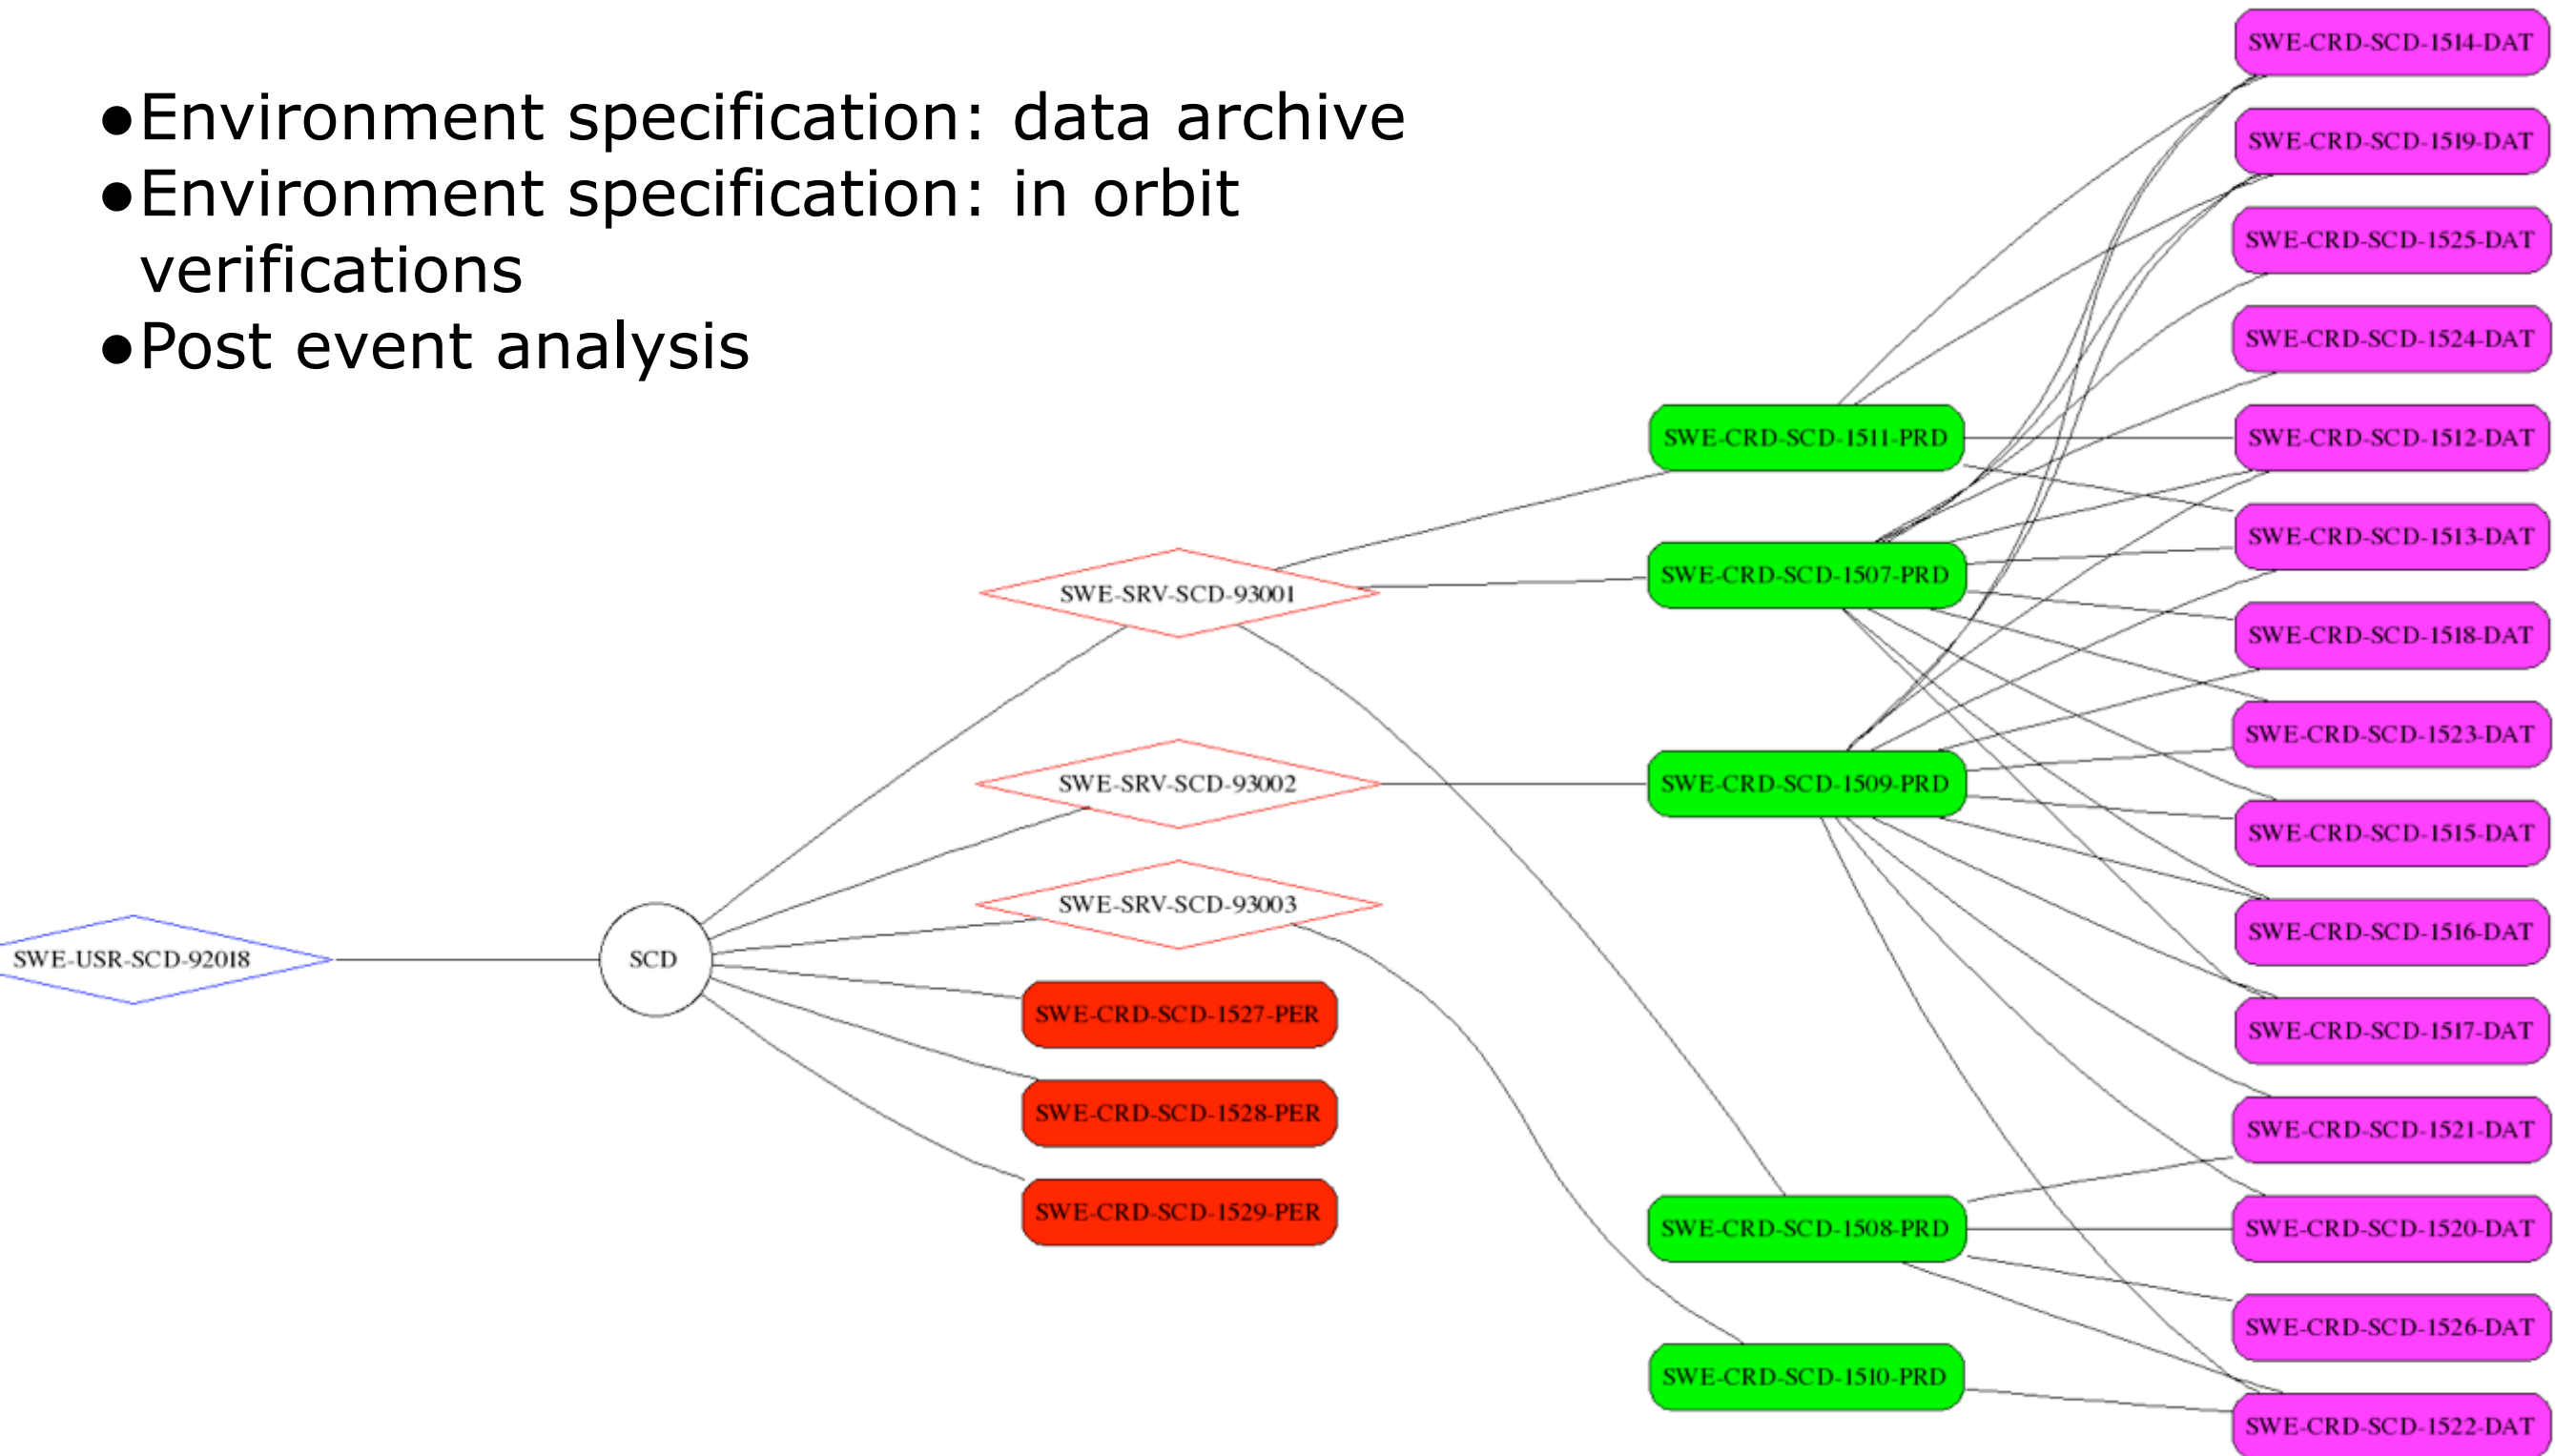 ●Environment specification: data archive
●Environment specification: in orbit
verifications
●Post event analysis
SWE-USR-SCD-92018
SCD
SWE-SRV-SCD-93001
SWE-SRV-SCD-93002
SWE-SRV-SCD-93003
SWE-CRD-SCD-1527-PER
SWE-CRD-SCD-1528-PER
SWE-CRD-SCD-1529-PER
SWE-CRD-SCD-1511-PRD
SWE-CRD-SCD-1507-PRD
SWE-CRD-SCD-1509-PRD
SWE-CRD-SCD-1508-PRD
SWE-CRD-SCD-1510-PRD
SWE-CRD-SCD-1514-DAT
SWE-CRD-SCD-1519-DAT
SWE-CRD-SCD-1525-DAT
SWE-CRD-SCD-1524-DAT
SWE-CRD-SCD-1512-DAT
SWE-CRD-SCD-1513-DAT
SWE-CRD-SCD-1518-DAT
SWE-CRD-SCD-1523-DAT
SWE-CRD-SCD-1515-DAT
SWE-CRD-SCD-1516-DAT
SWE-CRD-SCD-1517-DAT
SWE-CRD-SCD-1521-DAT
SWE-CRD-SCD-1520-DAT
SWE-CRD-SCD-1526-DAT
SWE-CRD-SCD-1522-DAT